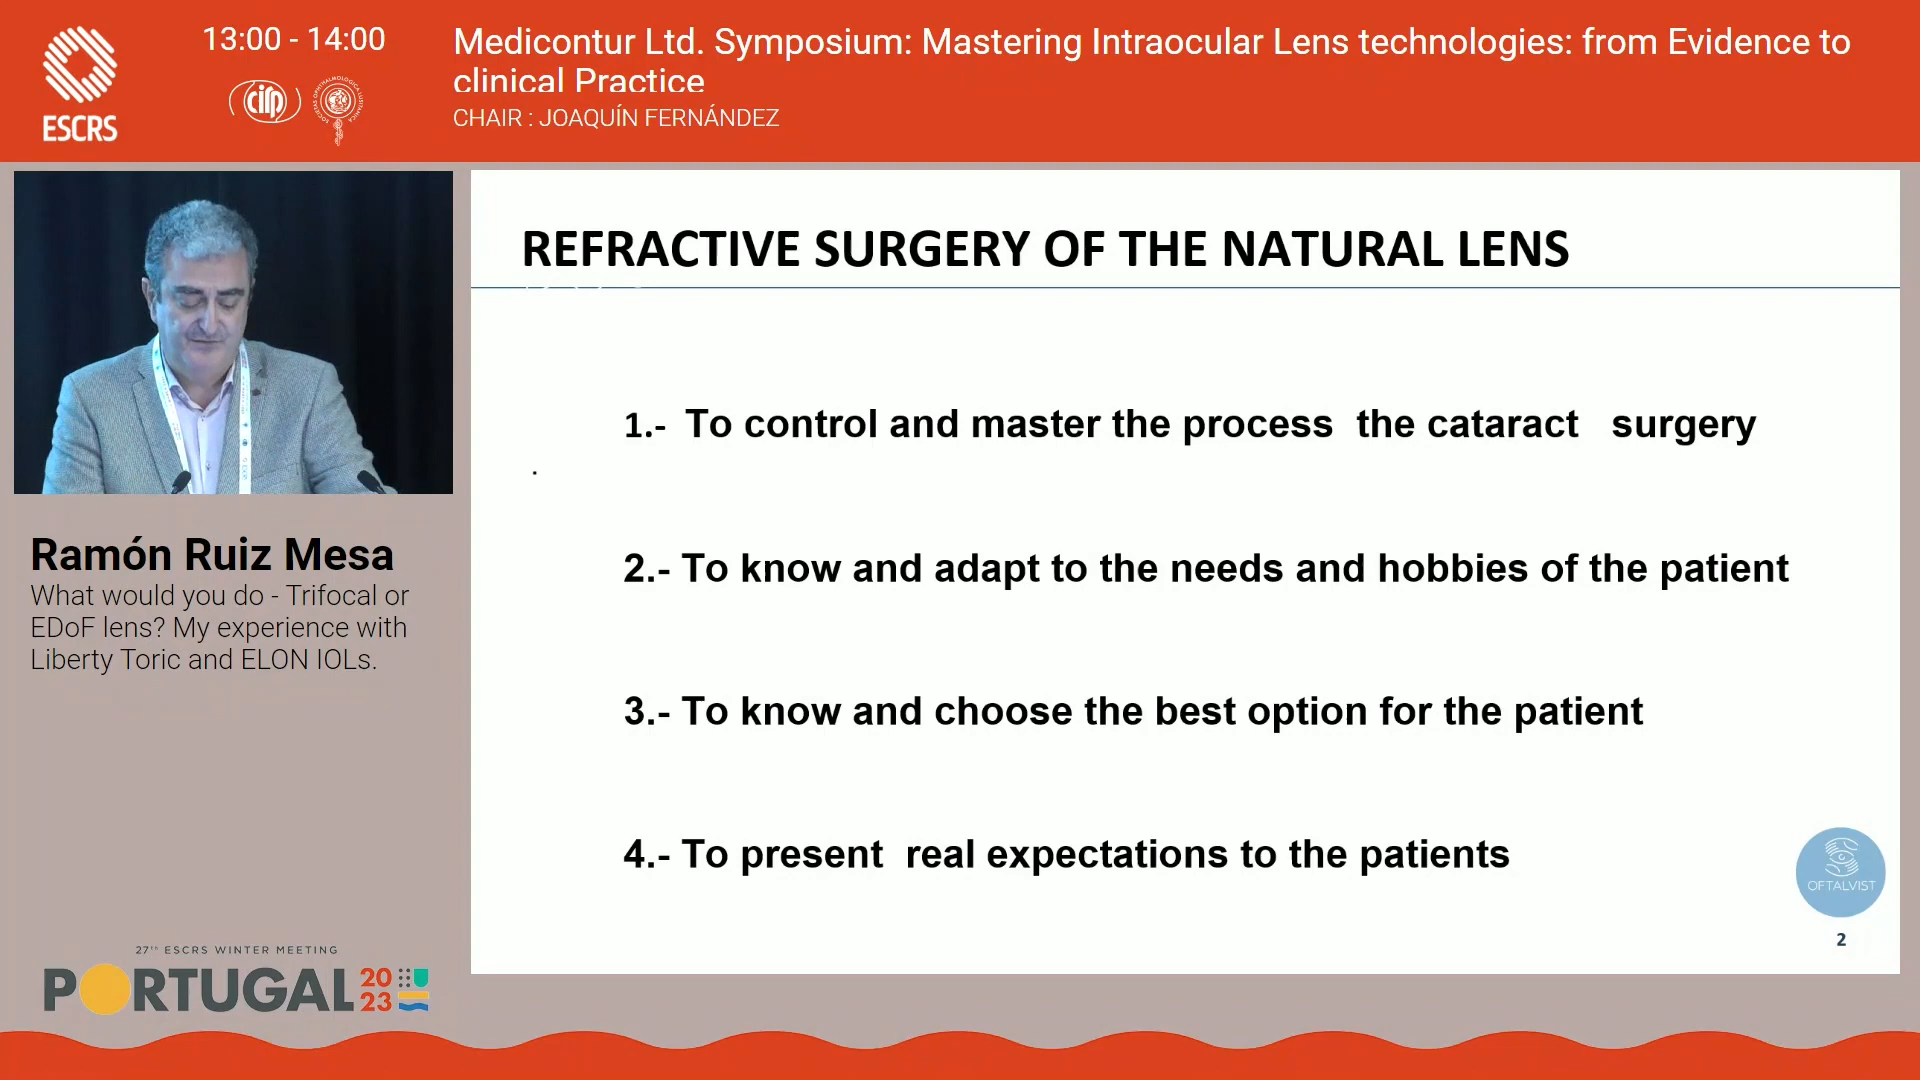 ESCRS
13:00 - 14:00
cirp
Medicontur Ltd. Symposium: Mastering Intraocular Lens technologies: from Evidence to
clinical Practice
CHAIR : JOAQUÍN FERNÁNDEZ
Ramón Ruiz Mesa
What would you do - Trifocal or
EDoF lens? My experience with
Liberty Toric and ELON IOLs.
27TH ESCRS WINTER MEETING
PORTUGAL 20
23
REFRACTIVE SURGERY OF THE NATURAL LENS
1.- To control and master the process the cataract surgery
.
2.- To know and adapt to the needs and hobbies of the patient
3.- To know and choose the best option for the patient
4.- To present real expectations to the patients
OFTALVIST
2